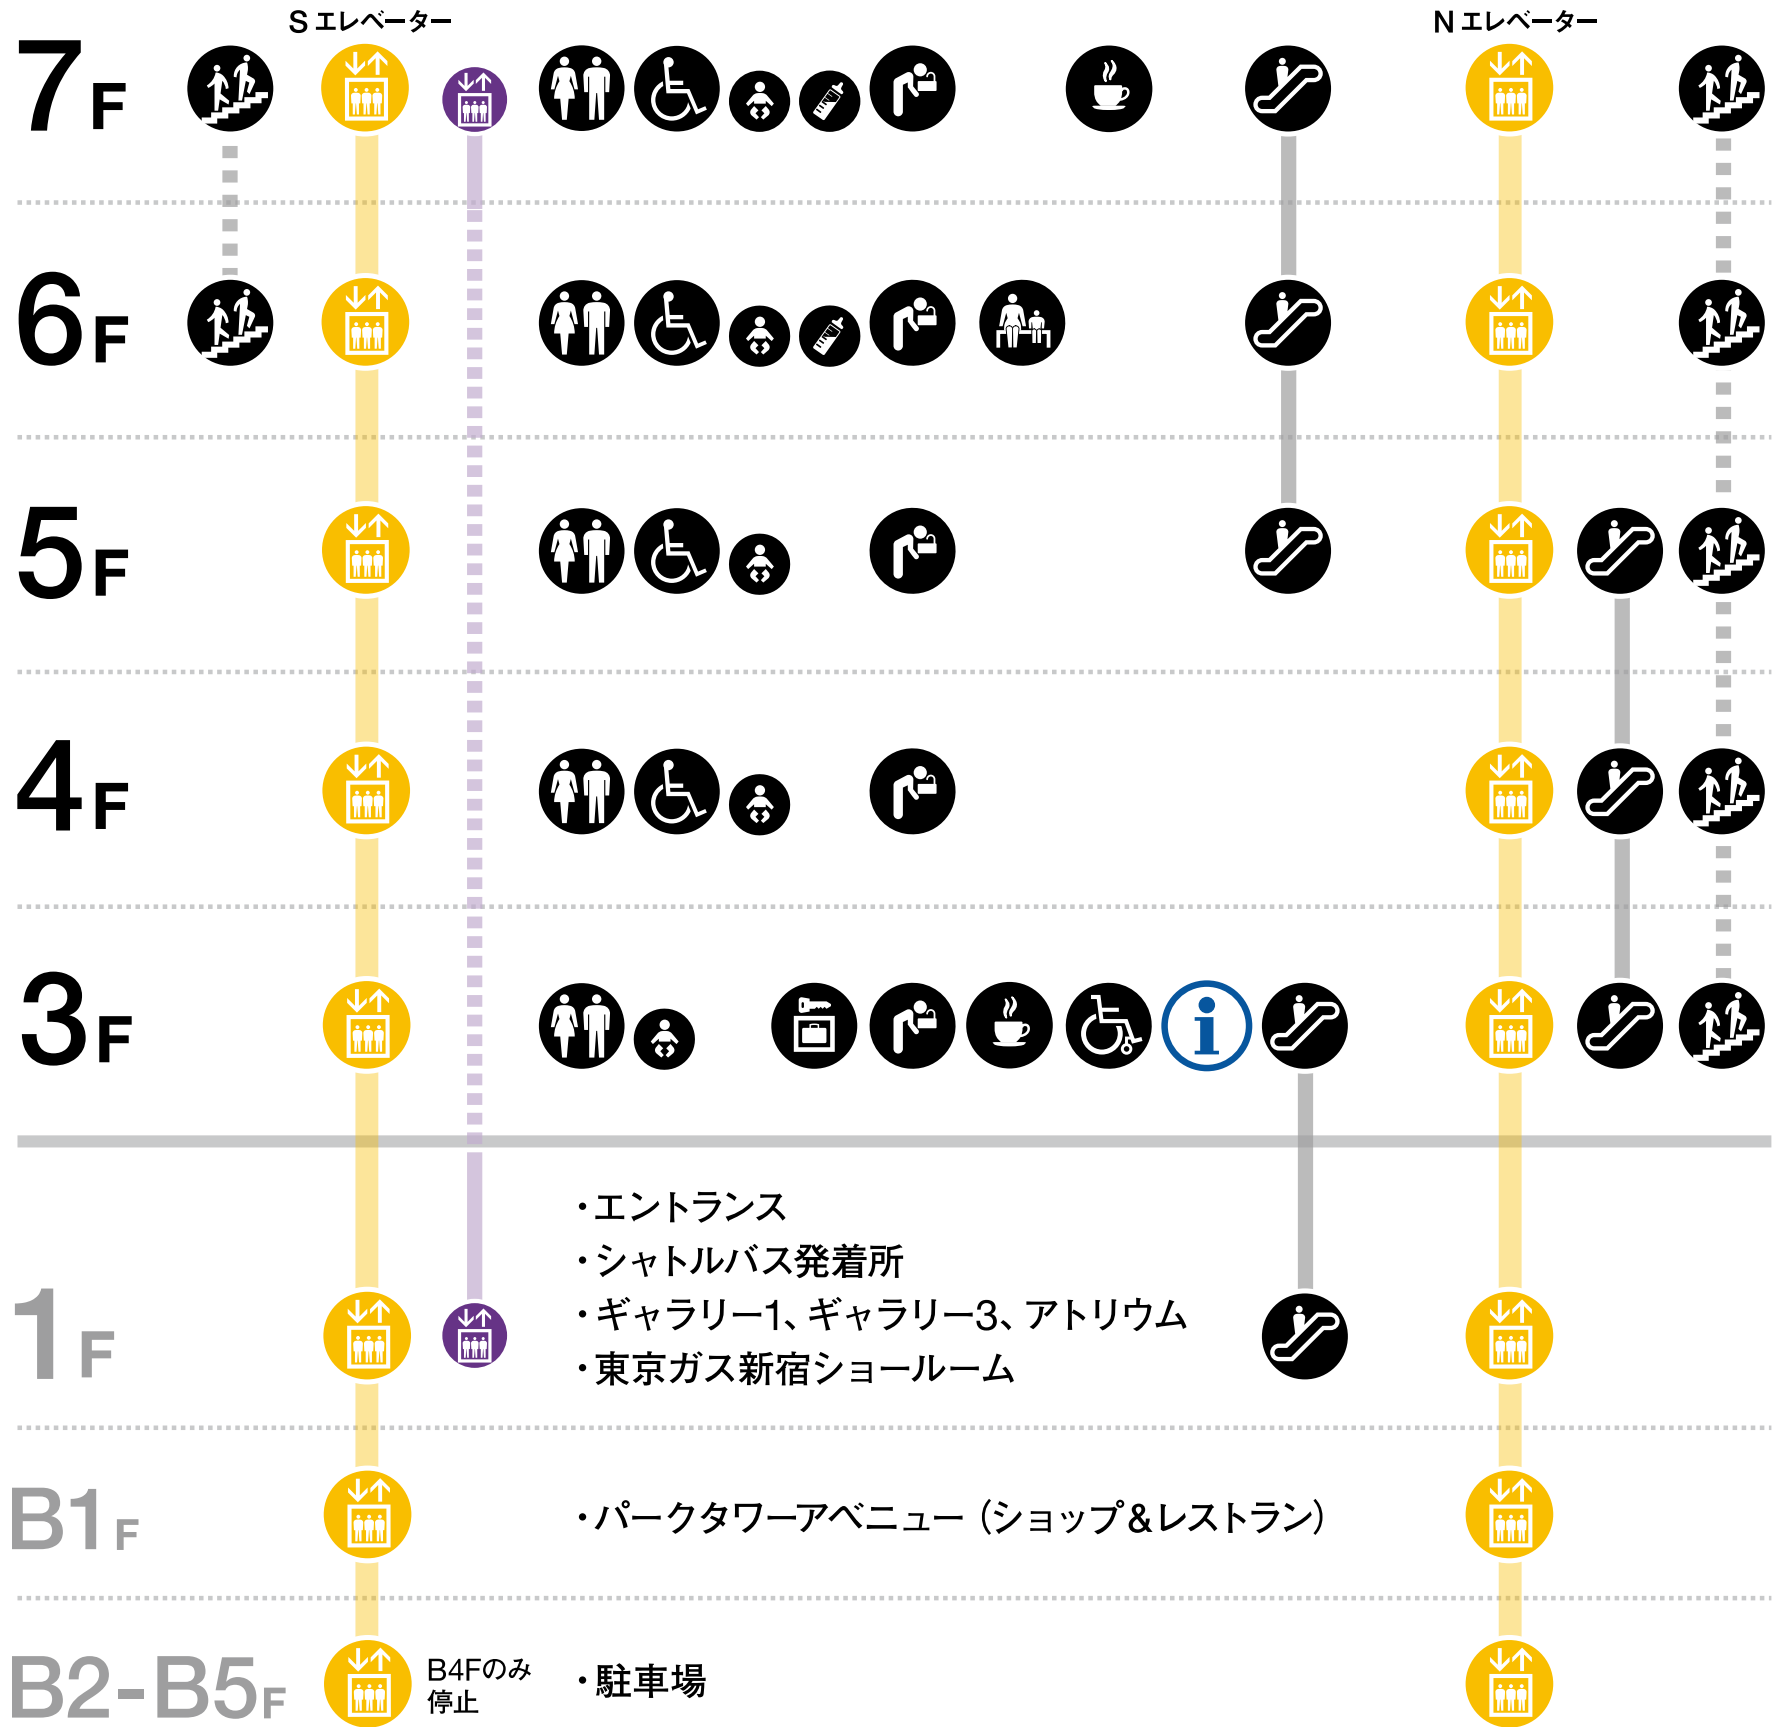 S エレベーター
N エレベーター
7F
6F
5F
4F
3F
i
・エントランス
・シャトルバス発着所
1F
・ギャラリー1、ギャラリー3、アトリウム
・東京ガス新宿ショールーム
B1F
・パークタワーアベニュー（ショップ＆レストラン）
B2-B5F
B4Fのみ
停止
・駐車場